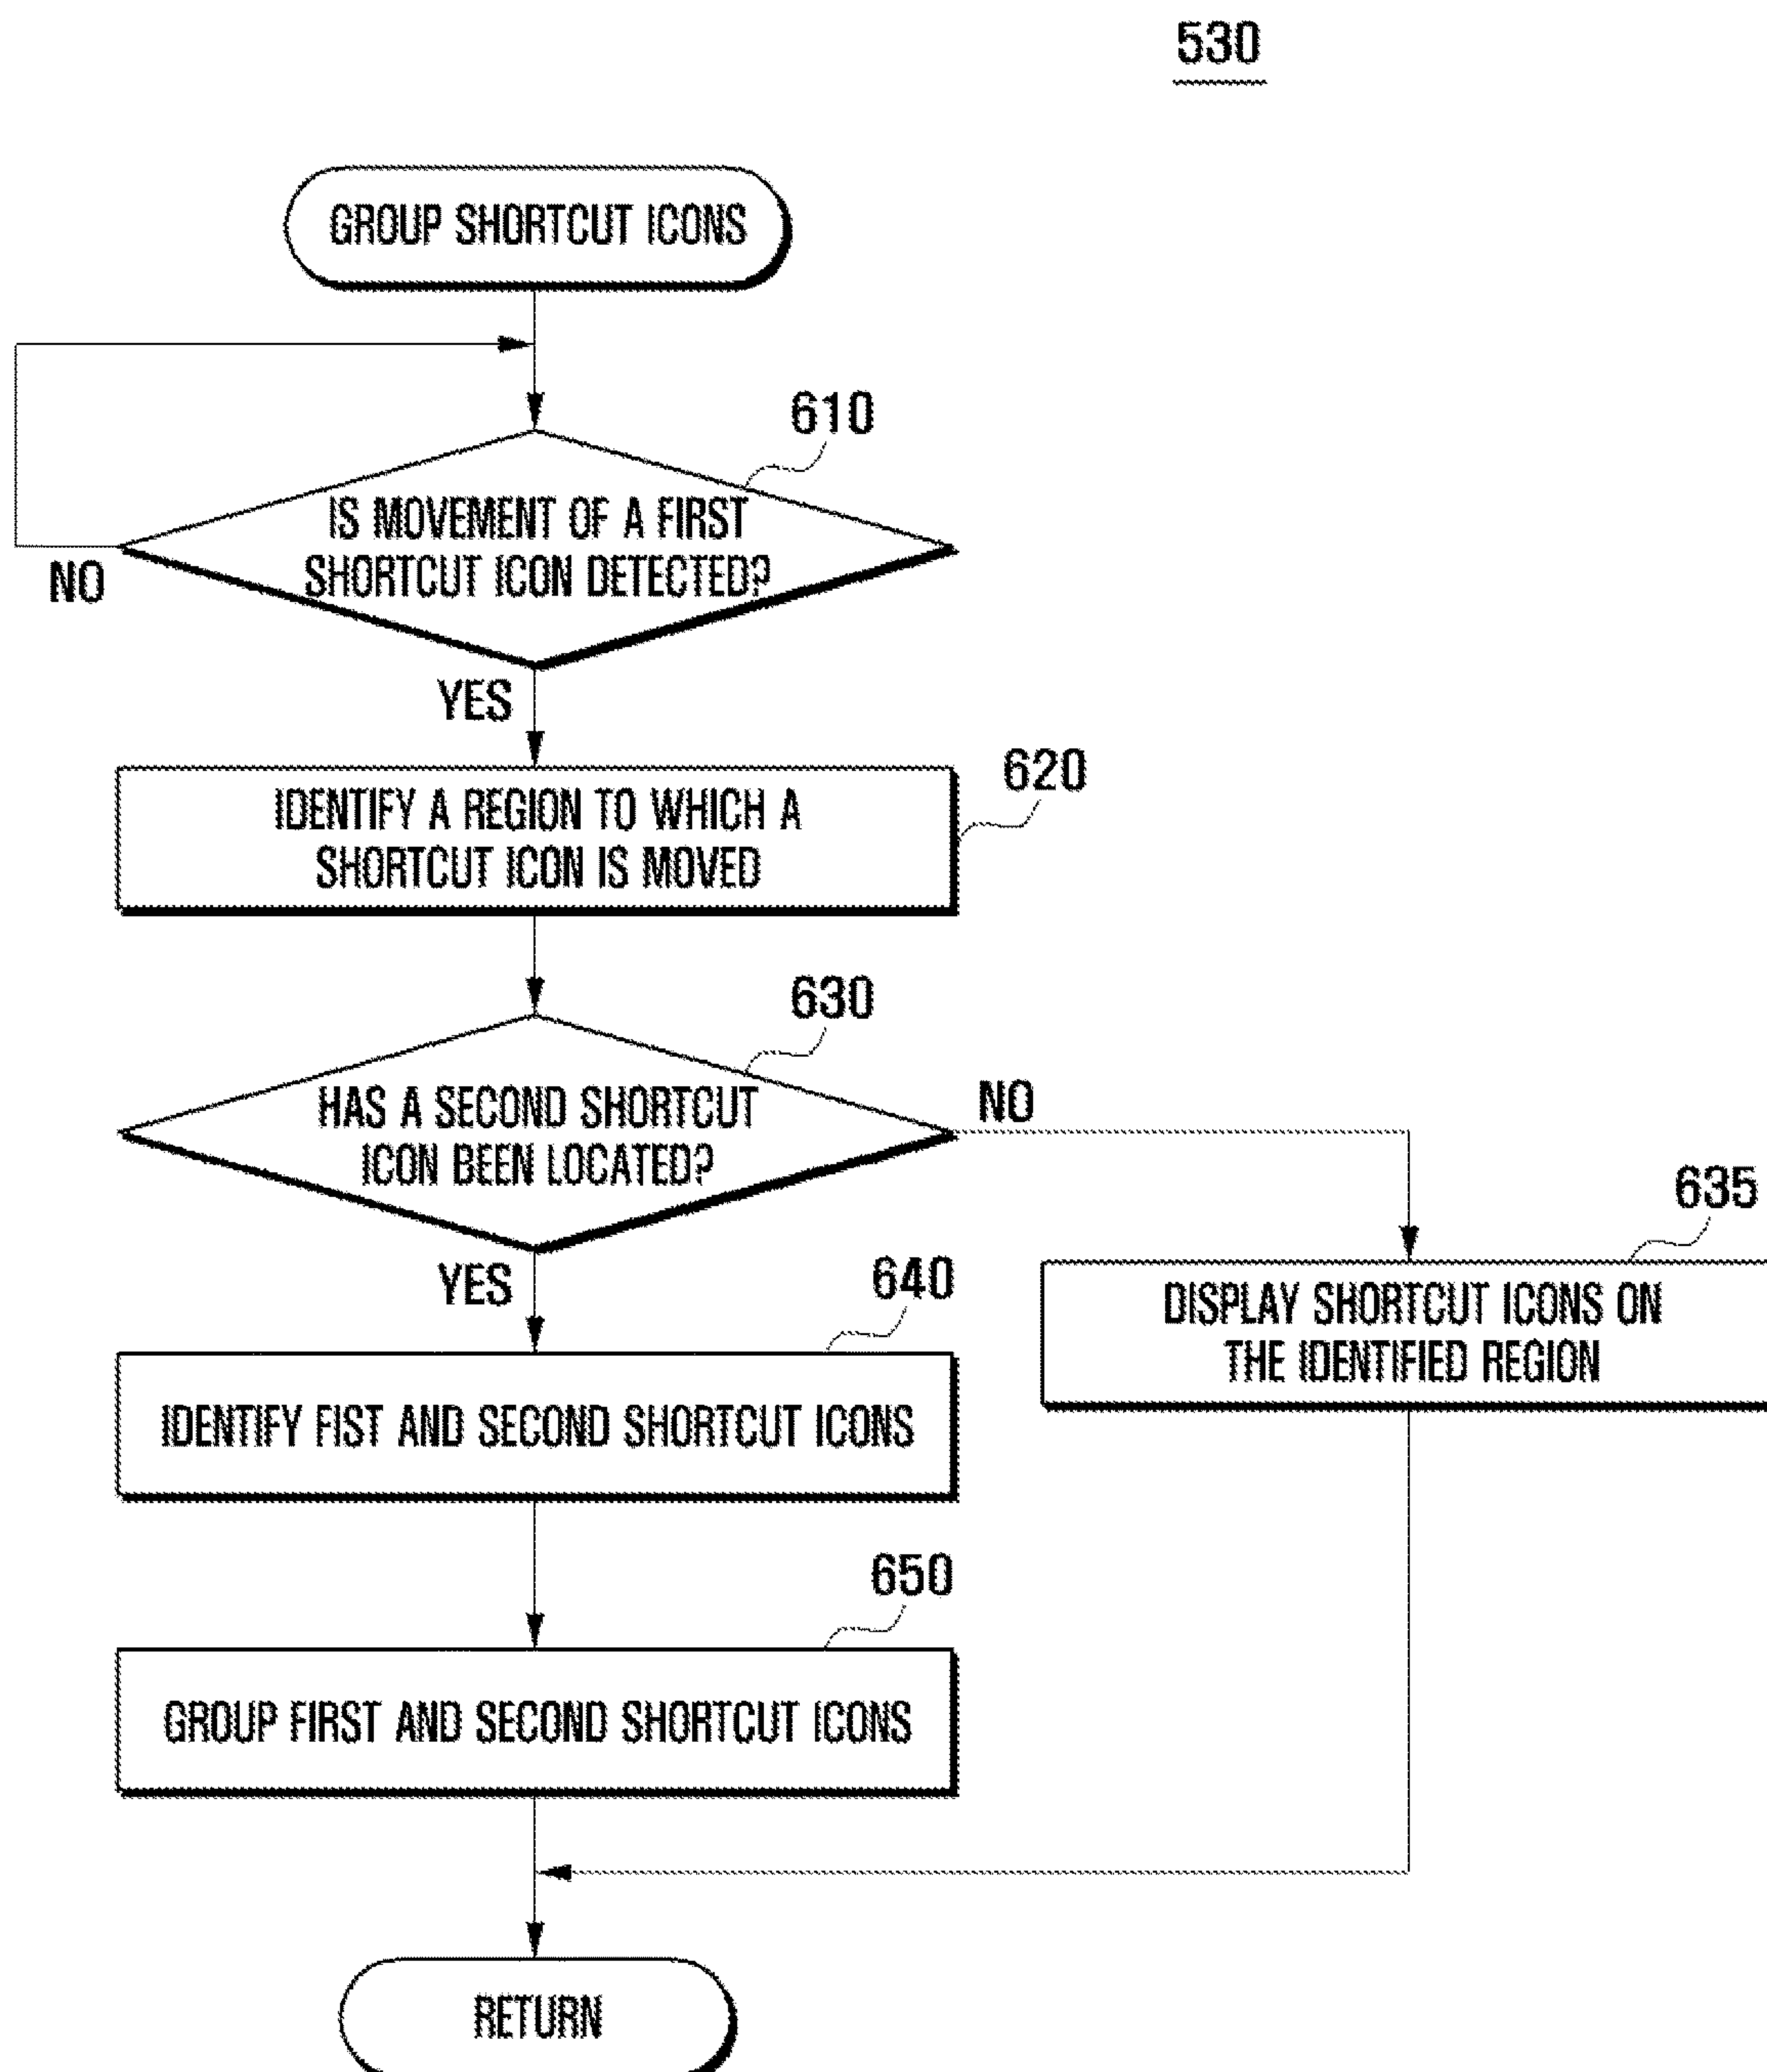 530
GROUP SHORTCUT ICONS
610
IS MOVEMENT OF A FIRST
SHORTCUT ICON DETECTED?
NO
YES
620
IDENTIFY A REGION TO WHICH A
SHORTCUT ICON IS MOVED
630
HAS A SECOND SHORTCUT
ICON BEEN LOCATED?
NO
YES
635
DISPLAY SHORTCUT ICONS ON
THE IDENTIFIED REGION
640
IDENTIFY FIST AND SECOND SHORTCUT ICONS
650
GROUP FIRST AND SECOND SHORTCUT ICONS
RETURN